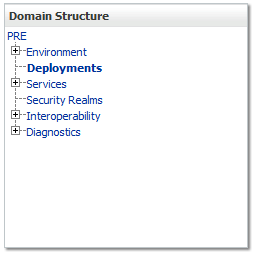 Domain Structure
PRE
Environment
Deployments
Services
Security Realms
Interoperability
Diagnostics